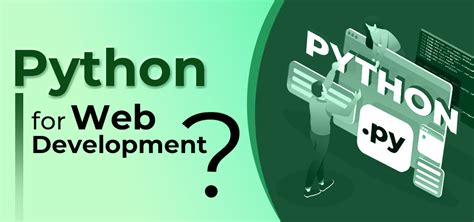 Python
for Web
Development
?
PYTHON
.py